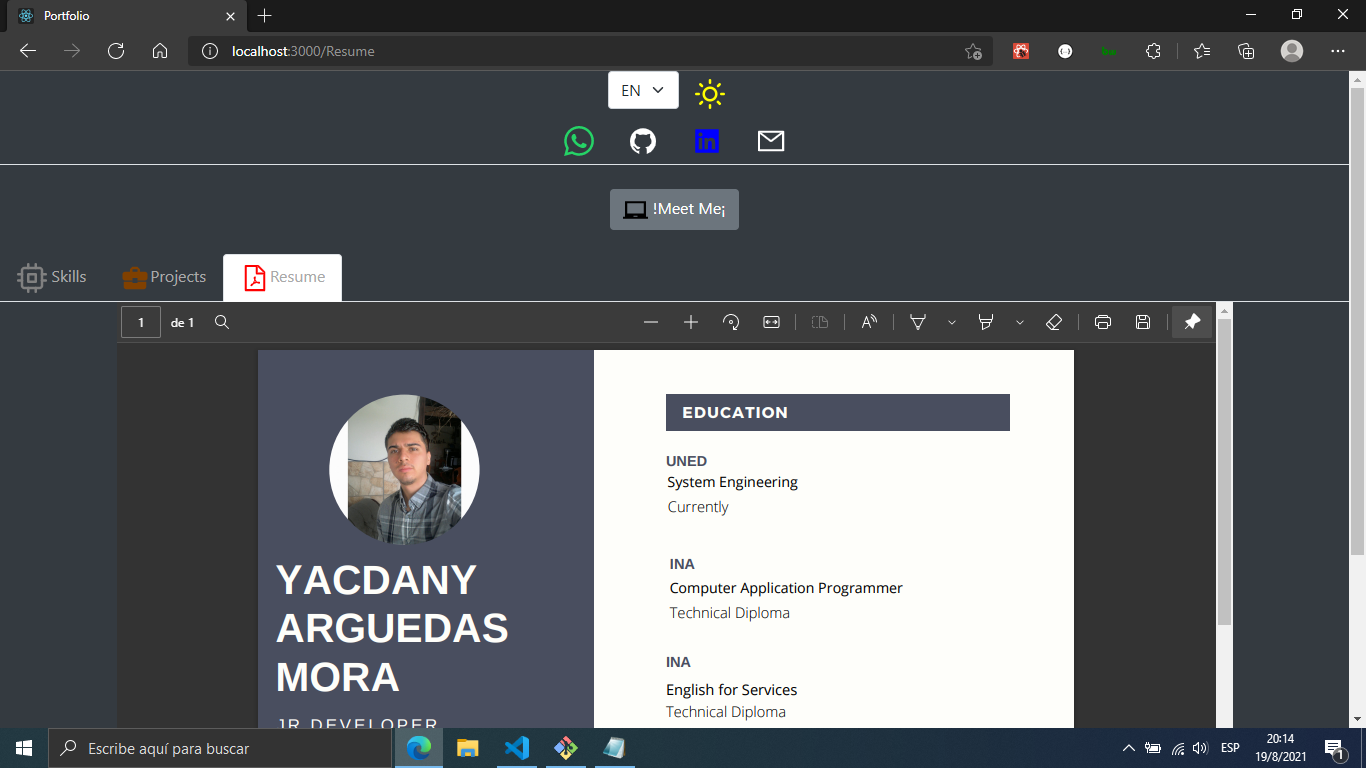 Portfolio
localhost:3000/Resume
EN
!Meet Me¡
Skills
Projects
Resume
1
de 1
YACDANY
ARGUEDAS
MORA
JR DEVELOPER
EDUCATION
UNED
System Engineering
Currently
INA
Computer Application Programmer
Technical Diploma
INA
English for Services
Technical Diploma
Escribe aquí para buscar
ESP
20:14
19/8/2021
1